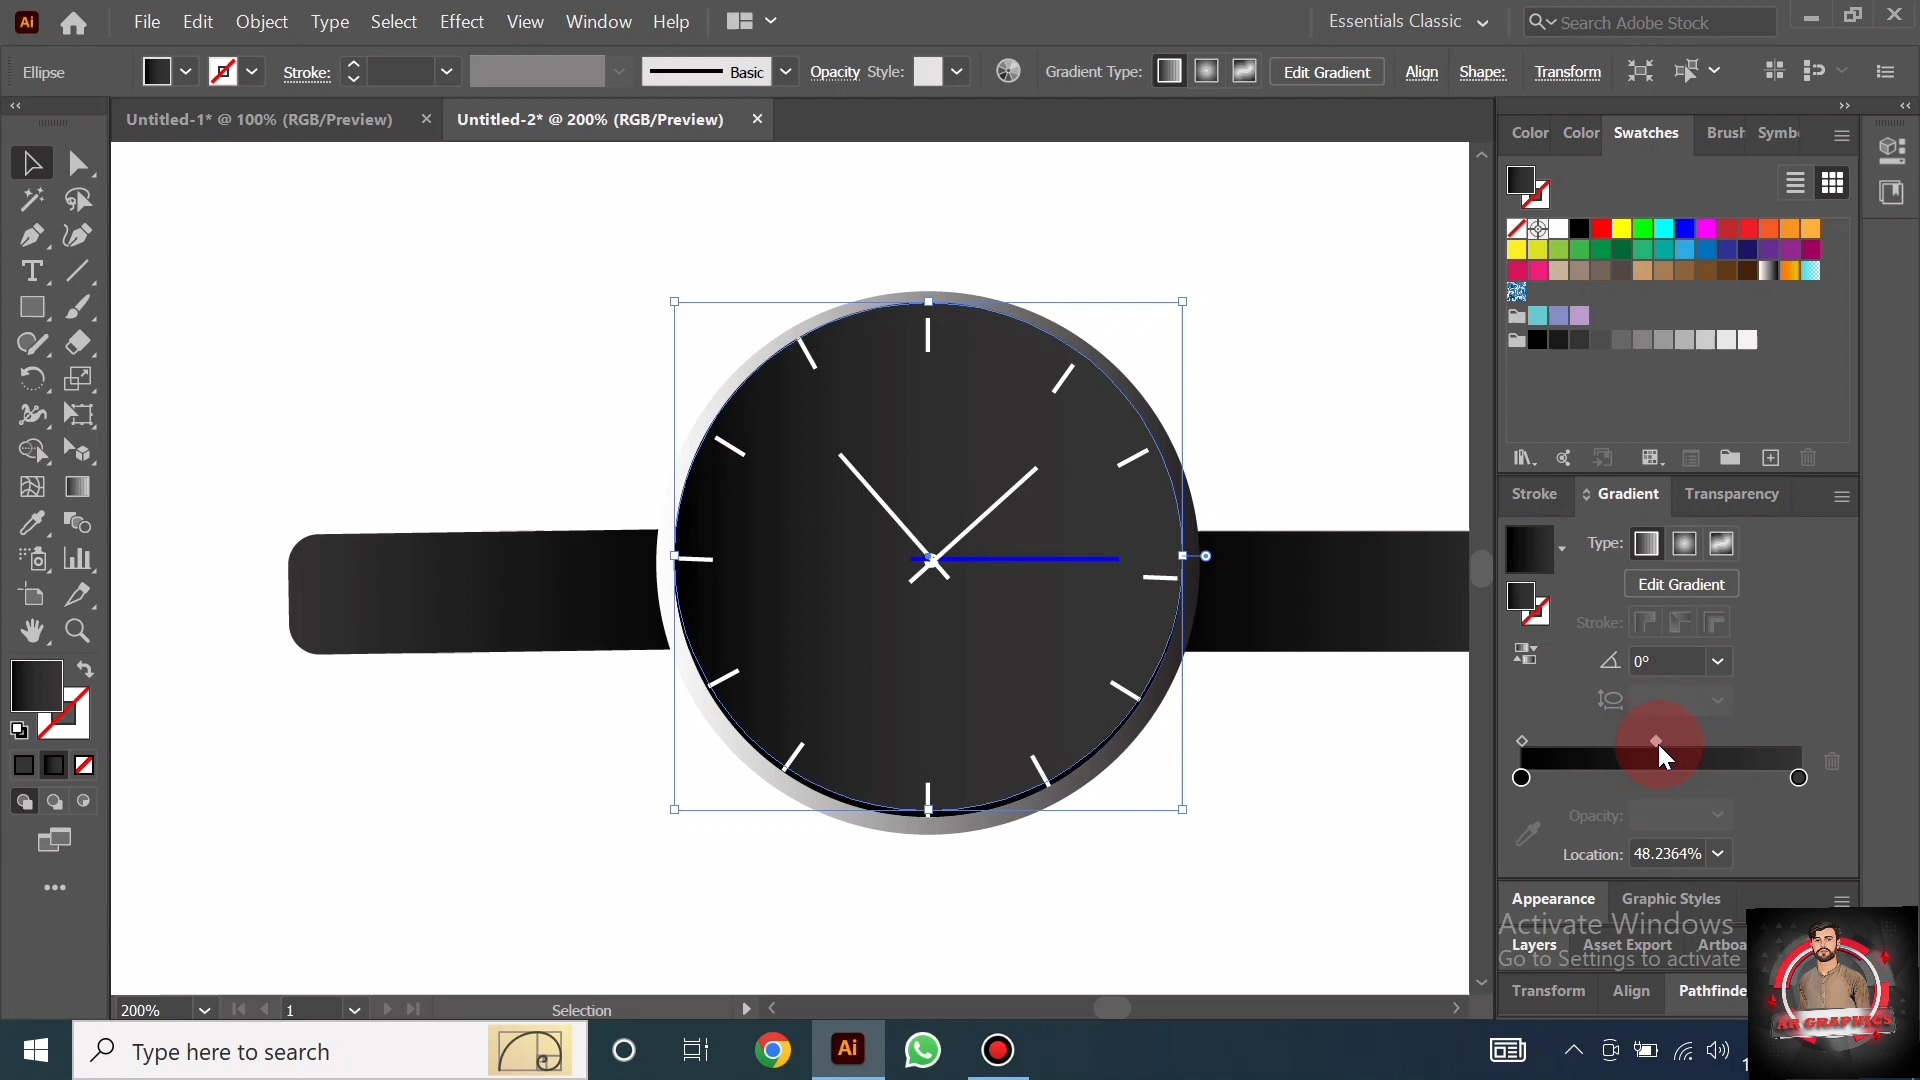 Ai File Edit Object Type Select Effect View Window Help Essentials Classic Search Adobe Stock
Ellipse Stroke: Basic Opacity Style: Gradient Type: Edit Gradient Align Shape: Transform
Untitled-1* @ 100% (RGB/Preview) Untitled-2* @ 200% (RGB/Preview)
Color Color Swatches Brush Symbo
Stroke Gradient Transparency
Type:
Edit Gradient
Stroke:
0°
Opacity:
Location: 48.2364%
Appearance Graphic Styles
Activate Windows
Layers Asset Export Artboa
Go to Settings to activate
Transform Align Pathfinde
AR GRAPHICS
200% 1 Selection
Type here to search Ai